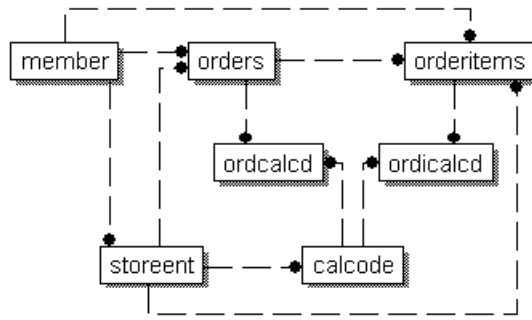 member
orders
orderitems
ordcalcd
ordicalcd
storeent
calcode